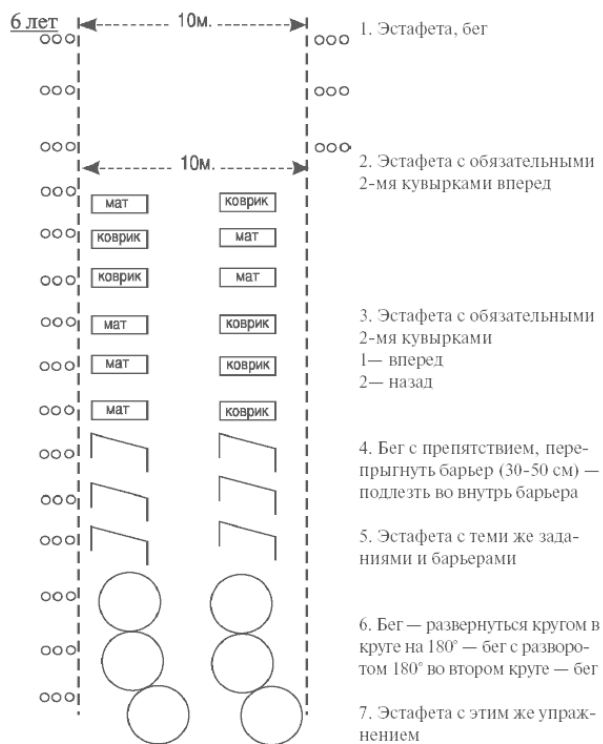 6 лет
10м.
1. Эстафета, бег
10м.
2. Эстафета с обязательными
2-мя кувырками вперед
мат коврик
коврик мат
коврик мат
3. Эстафета с обязательными
2-мя кувырками
1— вперед
2— назад
мат коврик
мат коврик
мат коврик
4. Бег с препятствием, пере-
прыгнуть барьер (30-50 см) —
подлезть во внутрь барьера
5. Эстафета с теми же зада-
ниями и барьерами
6. Бег — развернуться кругом в
круге на 180° — бег с разворо-
том 180° во втором круге — бег
7. Эстафета с этим же упраж-
нением